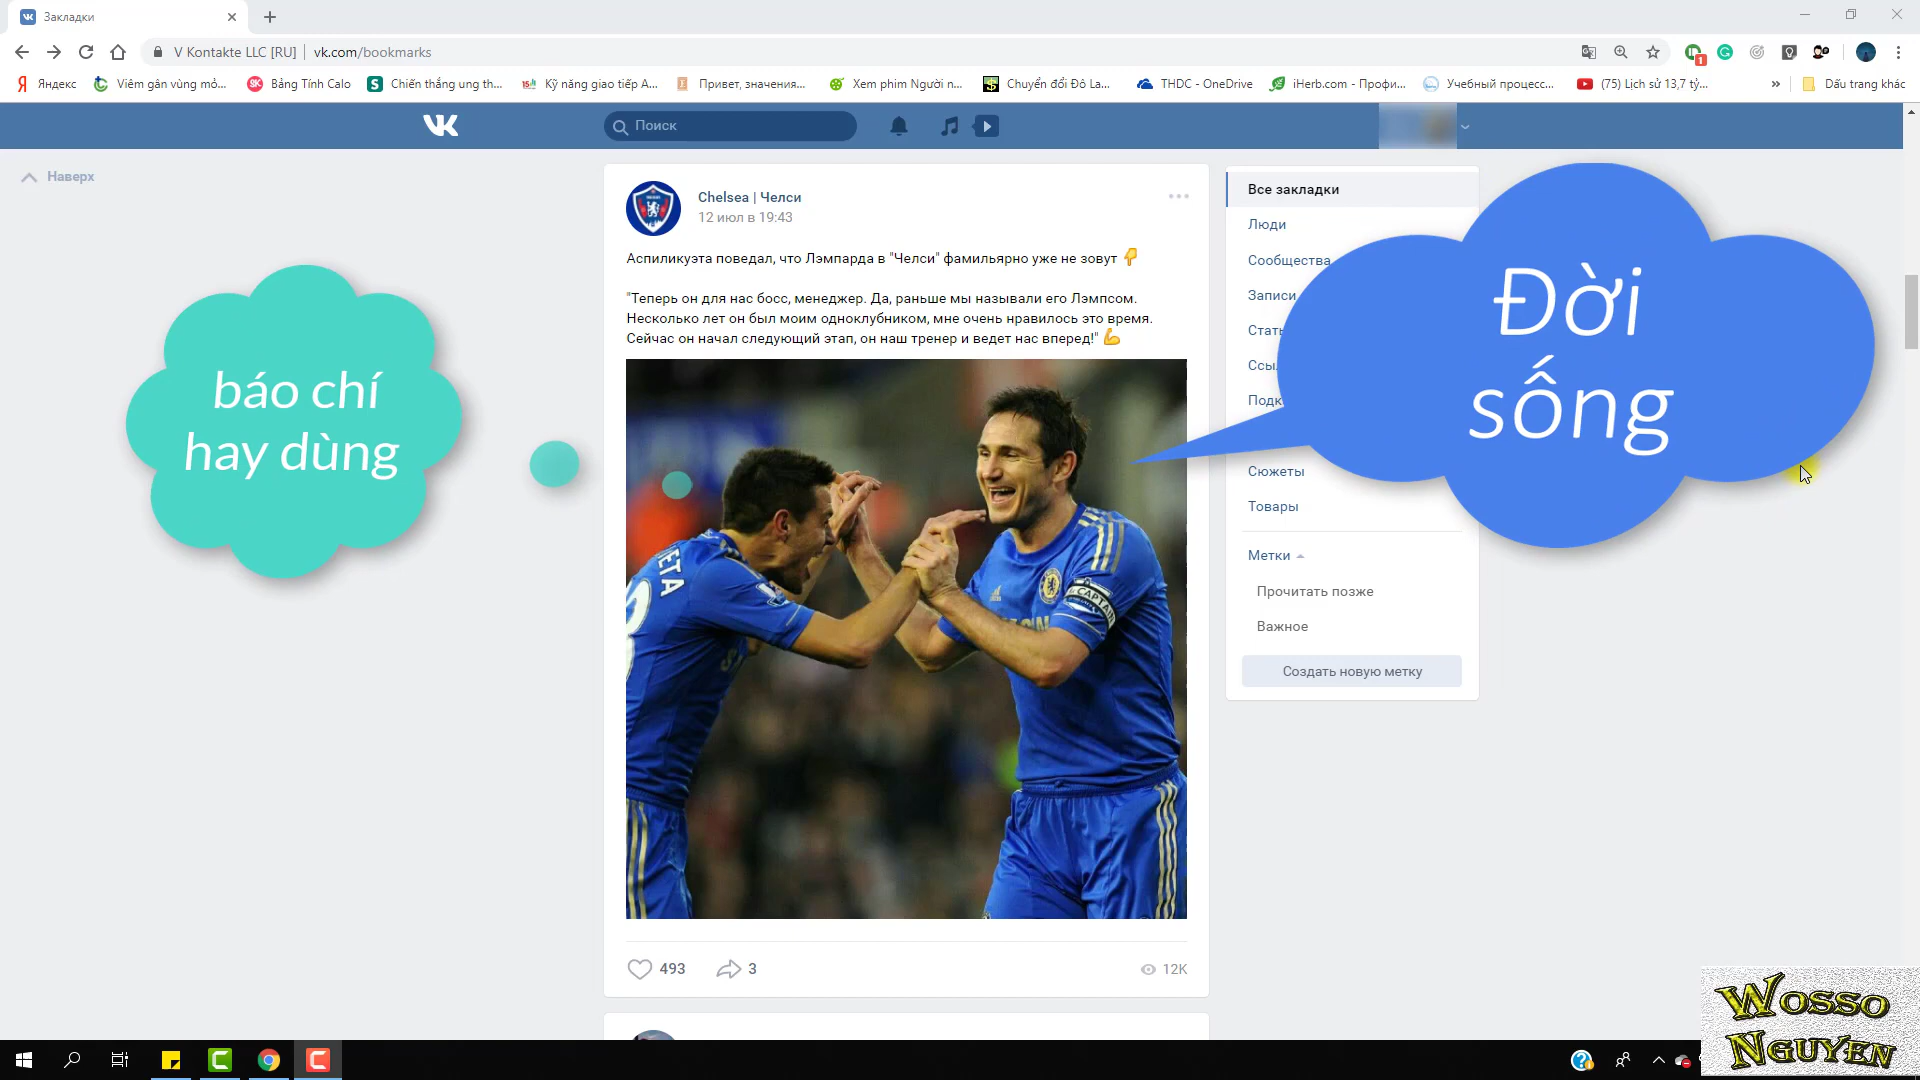 Закладки
V Kontakte LLC [RU] vk.com/bookmarks
Яндекс Viêm gân vùng mỏ... Bảng Tính Calo Chiến thắng ung th... Kỹ năng giao tiếp A... Привет, значения... Xem phim Người n... Chuyển đổi Đô La... THDC - OneDrive iHerb.com - Профи... Учебный процесс... (75) Lịch sử 13,7 tỷ... » Dấu trang khác
Поиск
Наверх
Chelsea | Челси
12 июл в 19:43
Аспиликуэта поведал, что Лэмпарда в "Челси" фамильярно уже не зовут 👇
"Теперь он для нас босс, менеджер. Да, раньше мы называли его Лэмпсом.
Несколько лет он был моим одноклубником, мне очень нравилось это время.
Сейчас он начал следующий этап, он наш тренер и ведет нас вперед!" 💪
báo chí
hay dùng
Đời
sống
ETA
CAPTAIN
493 3 12K
Все закладки
Люди
Сообщества
Записи
Стать
Ссыл
Подк
Сюжеты
Товары
Метки
Прочитать позже
Важное
Создать новую метку
Wosso
Nguyen